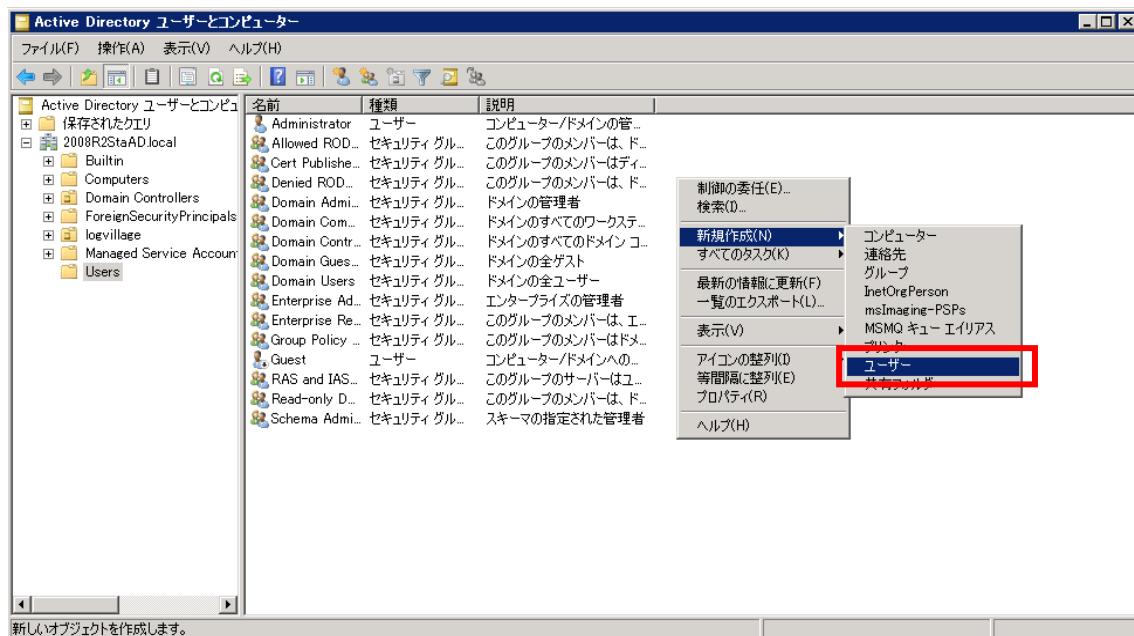 Active Directory ユーザーとコンピューター
ファイル(F) 操作(A) 表示(V) ヘルプ(H)
Active Directory ユーザーとコンピュ
保存されたクエリ
2008R2StaAD.local
Builtin
Computers
Domain Controllers
ForeignSecurityPrincipals
logvillage
Managed Service Accoun
Users
名前 種類 説明
Administrator ユーザー コンピューター/ドメインの管...
Allowed ROD... セキュリティ グル... このグループのメンバーは、ド...
Cert Publishe... セキュリティ グル... このグループのメンバーはディ...
Denied ROD... セキュリティ グル... このグループのメンバーは、ド...
Domain Admi... セキュリティ グル... ドメインの管理者
Domain Com... セキュリティ グル... ドメインのすべてのワークステ...
Domain Contr... セキュリティ グル... ドメインのすべてのドメイン コ...
Domain Gues... セキュリティ グル... ドメインの全ゲスト
Domain Users セキュリティ グル... ドメインの全ユーザー
Enterprise Ad... セキュリティ グル... エンタープライズの管理者
Enterprise Re... セキュリティ グル... このグループのメンバーは、エ...
Group Policy ... セキュリティ グル... このグループのメンバーはドメ...
Guest ユーザー コンピューター/ドメインへの...
RAS and IAS... セキュリティ グル... このグループのサーバーはユ...
Read-only D... セキュリティ グル... このグループのメンバーは、ド...
Schema Admi... セキュリティ グル... スキーマの指定された管理者
制御の委任(E)...
検索(I)...
新規作成(N)
すべてのタスク(K)
最新の情報に更新(F)
一覧のエクスポート(L)...
表示(V)
アイコンの整列(I)
等間隔に整列(E)
プロパティ(R)
ヘルプ(H)
コンピューター
連絡先
グループ
InetOrgPerson
msImaging-PSPs
MSMQ キュー エイリアス
プリンター
ユーザー
共有フォルダー
新しいオブジェクトを作成します。